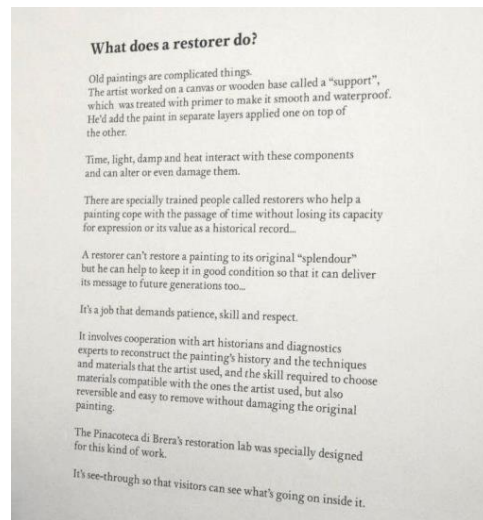 What does a restorer do?
Old paintings are complicated things.
The artist worked on a canvas or wooden base called a “support”,
which was treated with primer to make it smooth and waterproof.
He’d add the paint in separate layers applied one on top of
the other.
Time, light, damp and heat interact with these components
and can alter or even damage them.
There are specially trained people called restorers who help a
painting cope with the passage of time without losing its capacity
for expression or its value as a historical record...
A restorer can’t restore a painting to its original “splendour”
but he can help to keep it in good condition so that it can deliver
its message to future generations too...
It’s a job that demands patience, skill and respect.
It involves cooperation with art historians and diagnostics
experts to reconstruct the painting’s history and the techniques
and materials that the artist used, and the skill required to choose
materials compatible with the ones the artist used, but also
reversible and easy to remove without damaging the original
painting.
The Pinacoteca di Brera’s restoration lab was specially designed
for this kind of work.
It’s see-through so that visitors can see what’s going on inside it.